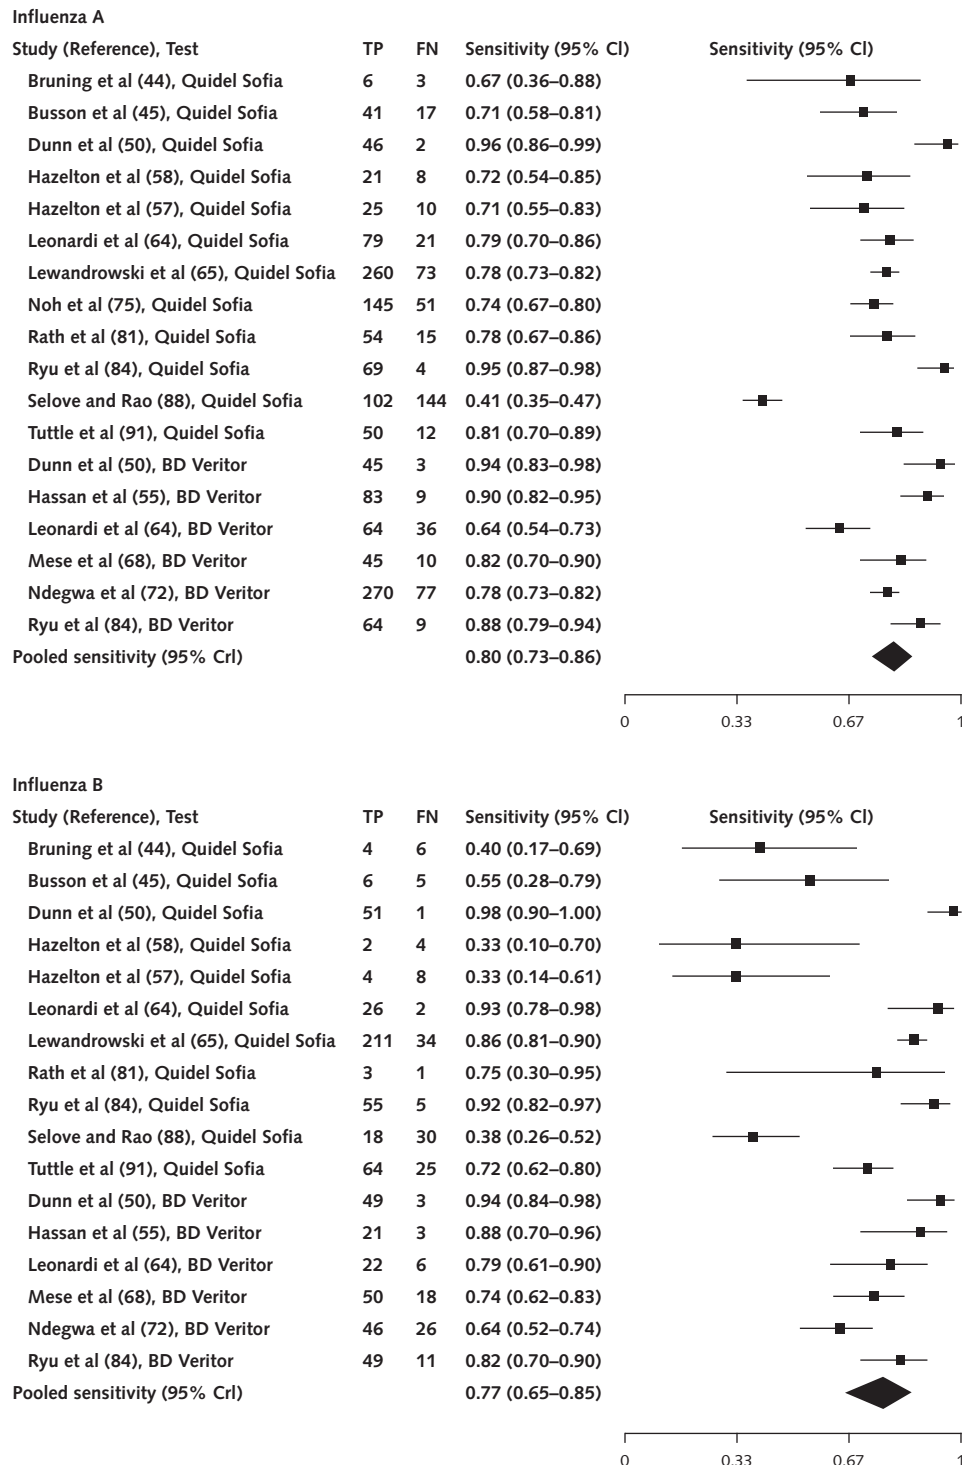 Influenza A
Study (Reference), Test TP FN Sensitivity (95% CI) Sensitivity (95% CI)
Bruning et al (44), Quidel Sofia 6 3 0.67 (0.36–0.88)
Busson et al (45), Quidel Sofia 41 17 0.71 (0.58–0.81)
Dunn et al (50), Quidel Sofia 46 2 0.96 (0.86–0.99)
Hazelton et al (58), Quidel Sofia 21 8 0.72 (0.54–0.85)
Hazelton et al (57), Quidel Sofia 25 10 0.71 (0.55–0.83)
Leonardi et al (64), Quidel Sofia 79 21 0.79 (0.70–0.86)
Lewandrowski et al (65), Quidel Sofia 260 73 0.78 (0.73–0.82)
Noh et al (75), Quidel Sofia 145 51 0.74 (0.67–0.80)
Rath et al (81), Quidel Sofia 54 15 0.78 (0.67–0.86)
Ryu et al (84), Quidel Sofia 69 4 0.95 (0.87–0.98)
Selove and Rao (88), Quidel Sofia 102 144 0.41 (0.35–0.47)
Tuttle et al (91), Quidel Sofia 50 12 0.81 (0.70–0.89)
Dunn et al (50), BD Veritor 45 3 0.94 (0.83–0.98)
Hassan et al (55), BD Veritor 83 9 0.90 (0.82–0.95)
Leonardi et al (64), BD Veritor 64 36 0.64 (0.54–0.73)
Mese et al (68), BD Veritor 45 10 0.82 (0.70–0.90)
Ndegwa et al (72), BD Veritor 270 77 0.78 (0.73–0.82)
Ryu et al (84), BD Veritor 64 9 0.88 (0.79–0.94)
Pooled sensitivity (95% Crl) 0.80 (0.73–0.86)
0 0.33 0.67 1
Influenza B
Study (Reference), Test TP FN Sensitivity (95% CI) Sensitivity (95% CI)
Bruning et al (44), Quidel Sofia 4 6 0.40 (0.17–0.69)
Busson et al (45), Quidel Sofia 6 5 0.55 (0.28–0.79)
Dunn et al (50), Quidel Sofia 51 1 0.98 (0.90–1.00)
Hazelton et al (58), Quidel Sofia 2 4 0.33 (0.10–0.70)
Hazelton et al (57), Quidel Sofia 4 8 0.33 (0.14–0.61)
Leonardi et al (64), Quidel Sofia 26 2 0.93 (0.78–0.98)
Lewandrowski et al (65), Quidel Sofia 211 34 0.86 (0.81–0.90)
Rath et al (81), Quidel Sofia 3 1 0.75 (0.30–0.95)
Ryu et al (84), Quidel Sofia 55 5 0.92 (0.82–0.97)
Selove and Rao (88), Quidel Sofia 18 30 0.38 (0.26–0.52)
Tuttle et al (91), Quidel Sofia 64 25 0.72 (0.62–0.80)
Dunn et al (50), BD Veritor 49 3 0.94 (0.84–0.98)
Hassan et al (55), BD Veritor 21 3 0.88 (0.70–0.96)
Leonardi et al (64), BD Veritor 22 6 0.79 (0.61–0.90)
Mese et al (68), BD Veritor 50 18 0.74 (0.62–0.83)
Ndegwa et al (72), BD Veritor 46 26 0.64 (0.52–0.74)
Ryu et al (84), BD Veritor 49 11 0.82 (0.70–0.90)
Pooled sensitivity (95% Crl) 0.77 (0.65–0.85)
0 0.33 0.67 1